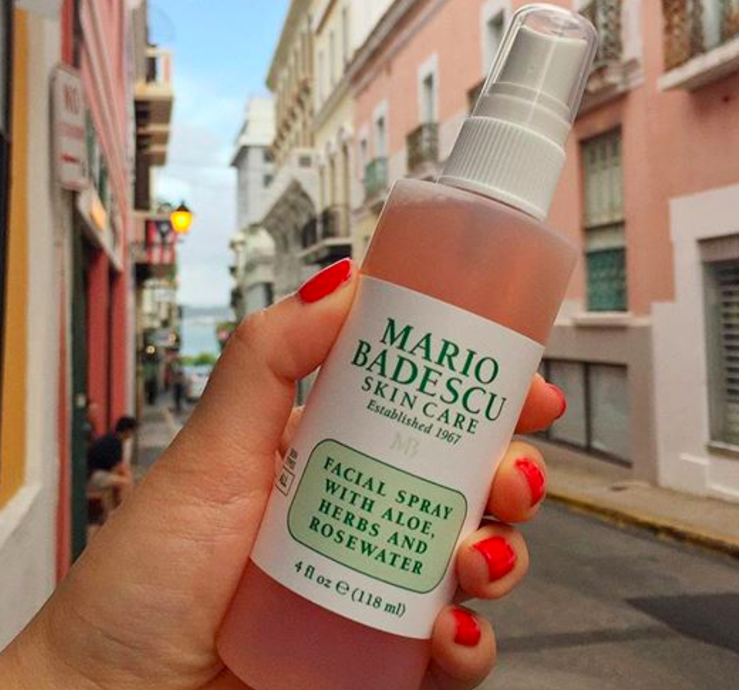 NO
MARIO
BADESCU
SKIN CARE
Established 1967
MB
FACIAL SPRAY
WITH ALOE,
HERBS AND
ROSEWATER
4 fl oz ℮ (118 ml)